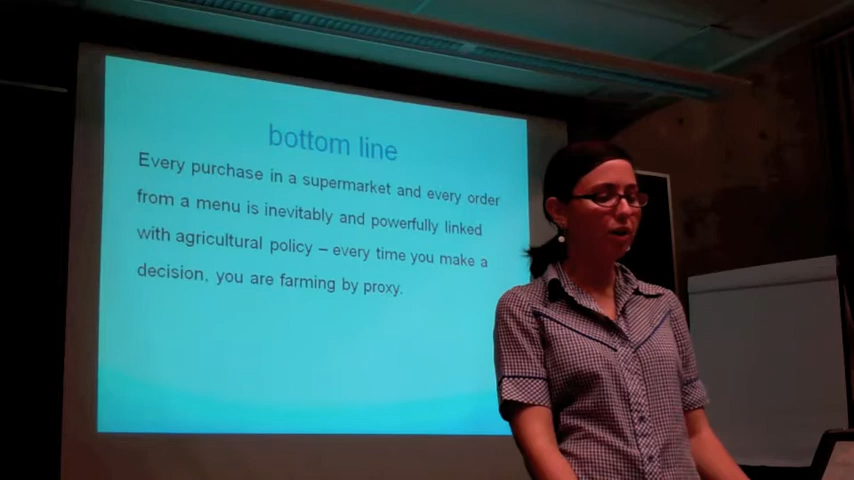 bottom line
Every purchase in a supermarket and every order
from a menu is inevitably and powerfully linked
with agricultural policy – every time you make a
decision, you are farming by proxy.